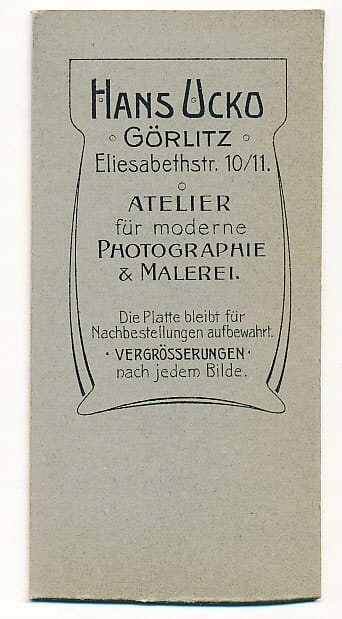 HANS UCKO
GÖRLITZ
Eliesabethstr. 10/11.
ATELIER
für moderne
PHOTOGRAPHIE
& MALEREI.
Die Platte bleibt für
Nachbestellungen aufbewahrt.
· VERGRÖSSERUNGEN ·
nach jedem Bilde.